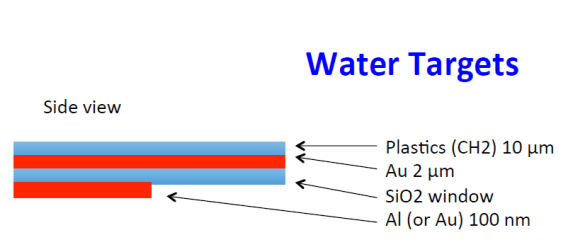 Water Targets
Side view
Plastics (CH2) 10 µm
Au 2 µm
SiO2 window
Al (or Au) 100 nm